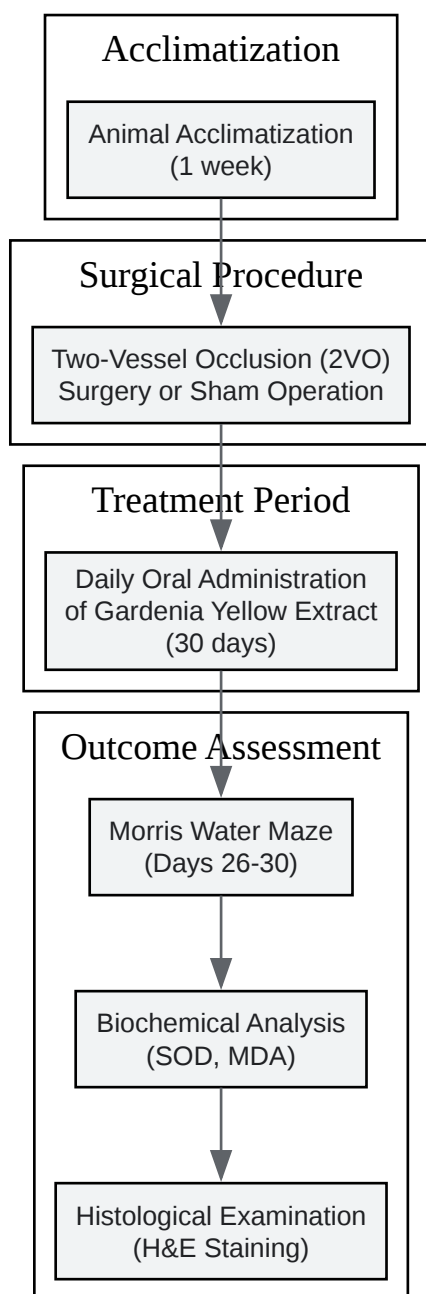 Acclimatization
Animal Acclimatization
(1 week)
Surgical Procedure
Two-Vessel Occlusion (2VO)
Surgery or Sham Operation
Treatment Period
Daily Oral Administration
of Gardenia Yellow Extract
(30 days)
Outcome Assessment
Morris Water Maze
(Days 26-30)
Biochemical Analysis
(SOD, MDA)
Histological Examination
(H&E Staining)